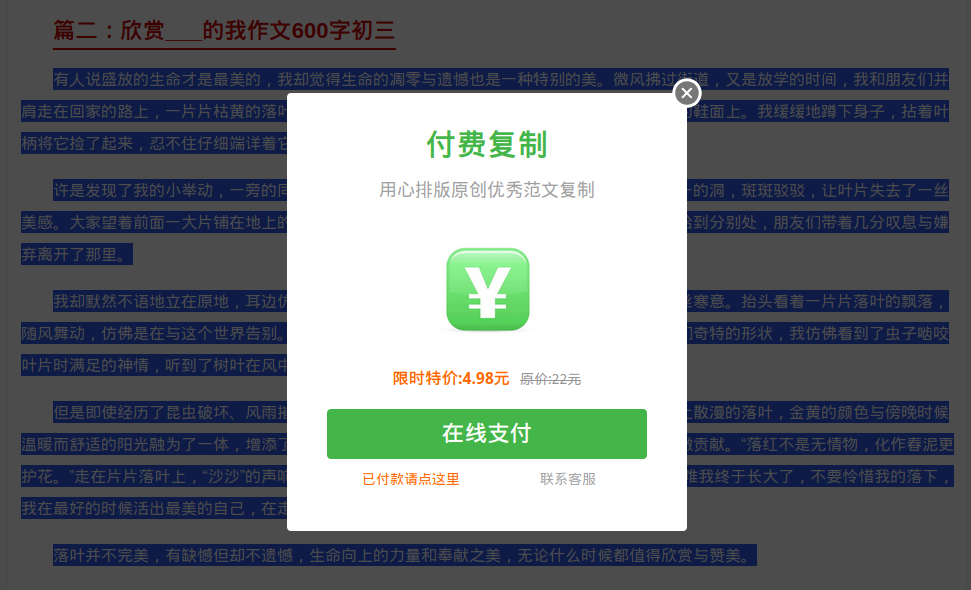 篇二：欣赏___的我作文600字初三
有人说盛放的生命才是最美的，我却觉得生命的凋零与遗憾也是一种特别的美。微风拂过街道，又是放学的时间，我和朋友们并
肩走在回家的路上，一片片枯黄的落叶 鞋面上。我缓缓地蹲下身子，拈着叶
柄将它捡了起来，忍不住仔细端详着它
许是发现了我的小举动，一旁的同 的洞，斑斑驳驳，让叶片失去了一丝
美感。大家望着前面一大片铺在地上的 到分别处，朋友们带着几分叹息与嫌
弃离开了那里。
我却默然不语地立在原地，耳边仿 寒意。抬头看着一片片落叶的飘落，
随风舞动，仿佛是在与这个世界告别。 奇特的形状，我仿佛看到了虫子啮咬
叶片时满足的神情，听到了树叶在风中
但是即使经历了昆虫破坏、风雨摧 散漫的落叶，金黄的颜色与傍晚时候
温暖而舒适的阳光融为了一体，增添了 贡献。“落红不是无情物，化作春泥更
护花。”走在片片落叶上，“沙沙”的声响 我终于长大了，不要怜惜我的落下，
我在最好的时候活出最美的自己，在走
落叶并不完美，有缺憾但却不遗憾，生命向上的力量和奉献之美，无论什么时候都值得欣赏与赞美。
付费复制
用心排版原创优秀范文复制
¥
限时特价:4.98元 原价:22元
在线支付
已付款请点这里 联系客服